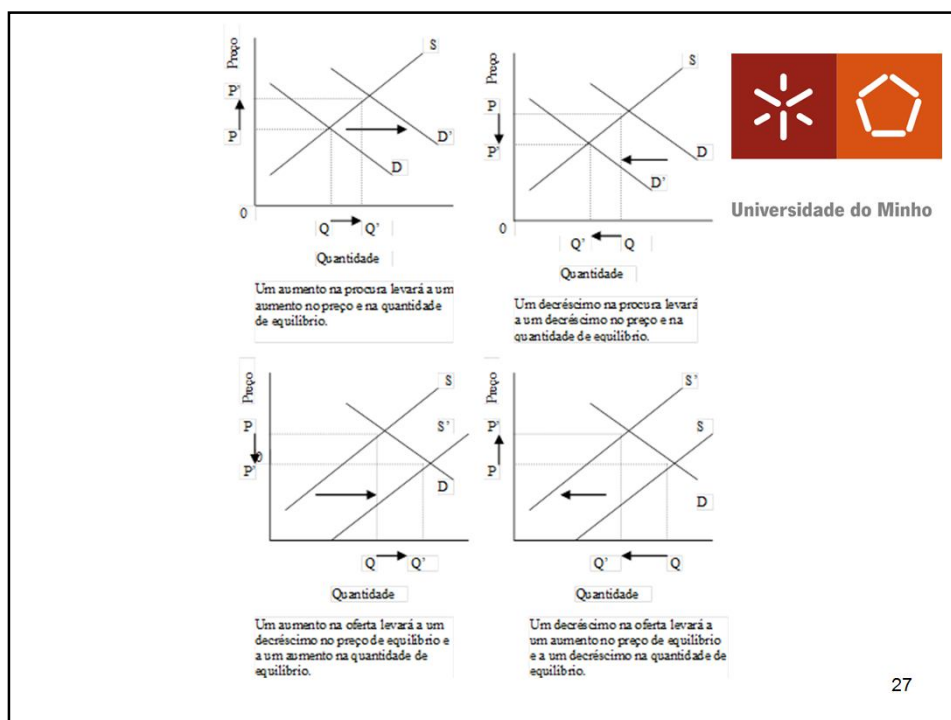 Preço
S
P'
P
D'
D
0
Q
Q'
Quantidade
Um aumento na procura levará a um
aumento no preço e na quantidade
de equilíbrio.
Preço
S
P
P'
D
D'
0
Q'
Q
Quantidade
Um decréscimo na procura levará
a um decréscimo no preço e na
quantidade de equilíbrio.
Universidade do Minho
Preço
S
P
S'
P'
D
Q
Q'
Quantidade
Um aumento na oferta levará a um
decréscimo no preço de equilíbrio e
a um aumento na quantidade de
equilíbrio.
Preço
S'
P'
S
P
D
Q'
Q
Quantidade
Um decréscimo na oferta levará a
um aumento no preço de equilíbrio
e a um decréscimo na quantidade de
equilíbrio.
27